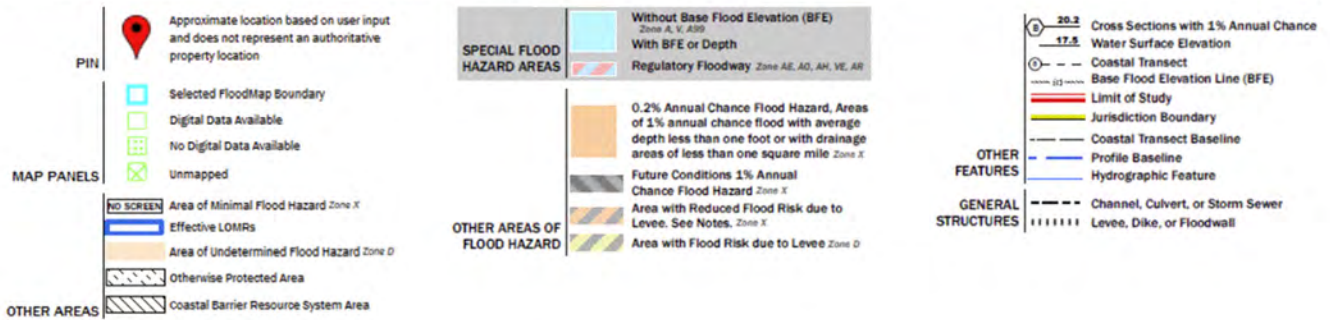 PIN
Approximate location based on user input
and does not represent an authoritative
property location
MAP PANELS
Selected FloodMap Boundary
Digital Data Available
No Digital Data Available
Unmapped
OTHER AREAS
NO SCREEN Area of Minimal Flood Hazard Zone X
Effective LOMRs
Area of Undetermined Flood Hazard Zone D
Otherwise Protected Area
Coastal Barrier Resource System Area
SPECIAL FLOOD
HAZARD AREAS
Without Base Flood Elevation (BFE)
Zone A, V, A99
With BFE or Depth
Regulatory Floodway Zone AE, AO, AH, VE, AR
OTHER AREAS OF
FLOOD HAZARD
0.2% Annual Chance Flood Hazard, Areas
of 1% annual chance flood with average
depth less than one foot or with drainage
areas of less than one square mile Zone X
Future Conditions 1% Annual
Chance Flood Hazard Zone X
Area with Reduced Flood Risk due to
Levee. See Notes. Zone X
Area with Flood Risk due to Levee Zone D
OTHER
FEATURES
20.2 Cross Sections with 1% Annual Chance
17.5 Water Surface Elevation
Coastal Transect
Base Flood Elevation Line (BFE)
Limit of Study
Jurisdiction Boundary
Coastal Transect Baseline
Profile Baseline
Hydrographic Feature
GENERAL
STRUCTURES
Channel, Culvert, or Storm Sewer
Levee, Dike, or Floodwall